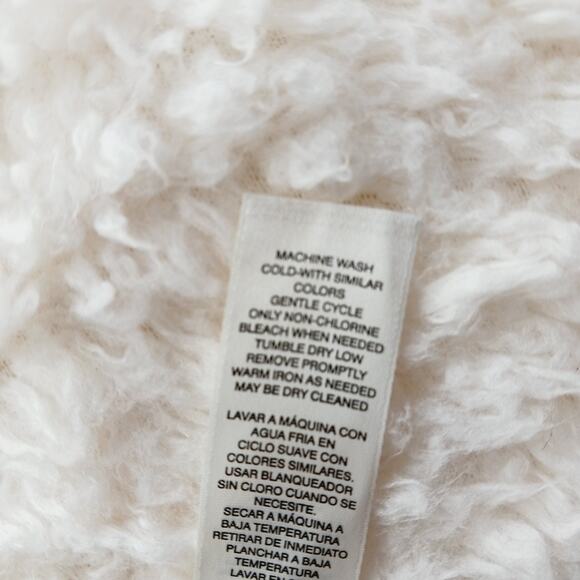 MACHINE WASH
COLD-WITH SIMILAR
COLORS
GENTLE CYCLE
ONLY NON-CHLORINE
BLEACH WHEN NEEDED
TUMBLE DRY LOW
REMOVE PROMPTLY
WARM IRON AS NEEDED
MAY BE DRY CLEANED
LAVAR A MÁQUINA CON
AGUA FRIA EN
CICLO SUAVE CON
COLORES SIMILARES.
USAR BLANQUEADOR
SIN CLORO CUANDO SE
NECESITE.
SECAR A MÁQUINA A
BAJA TEMPERATURA
RETIRAR DE INMEDIATO
PLANCHAR A BAJA
TEMPERATURA
LAVAR EN